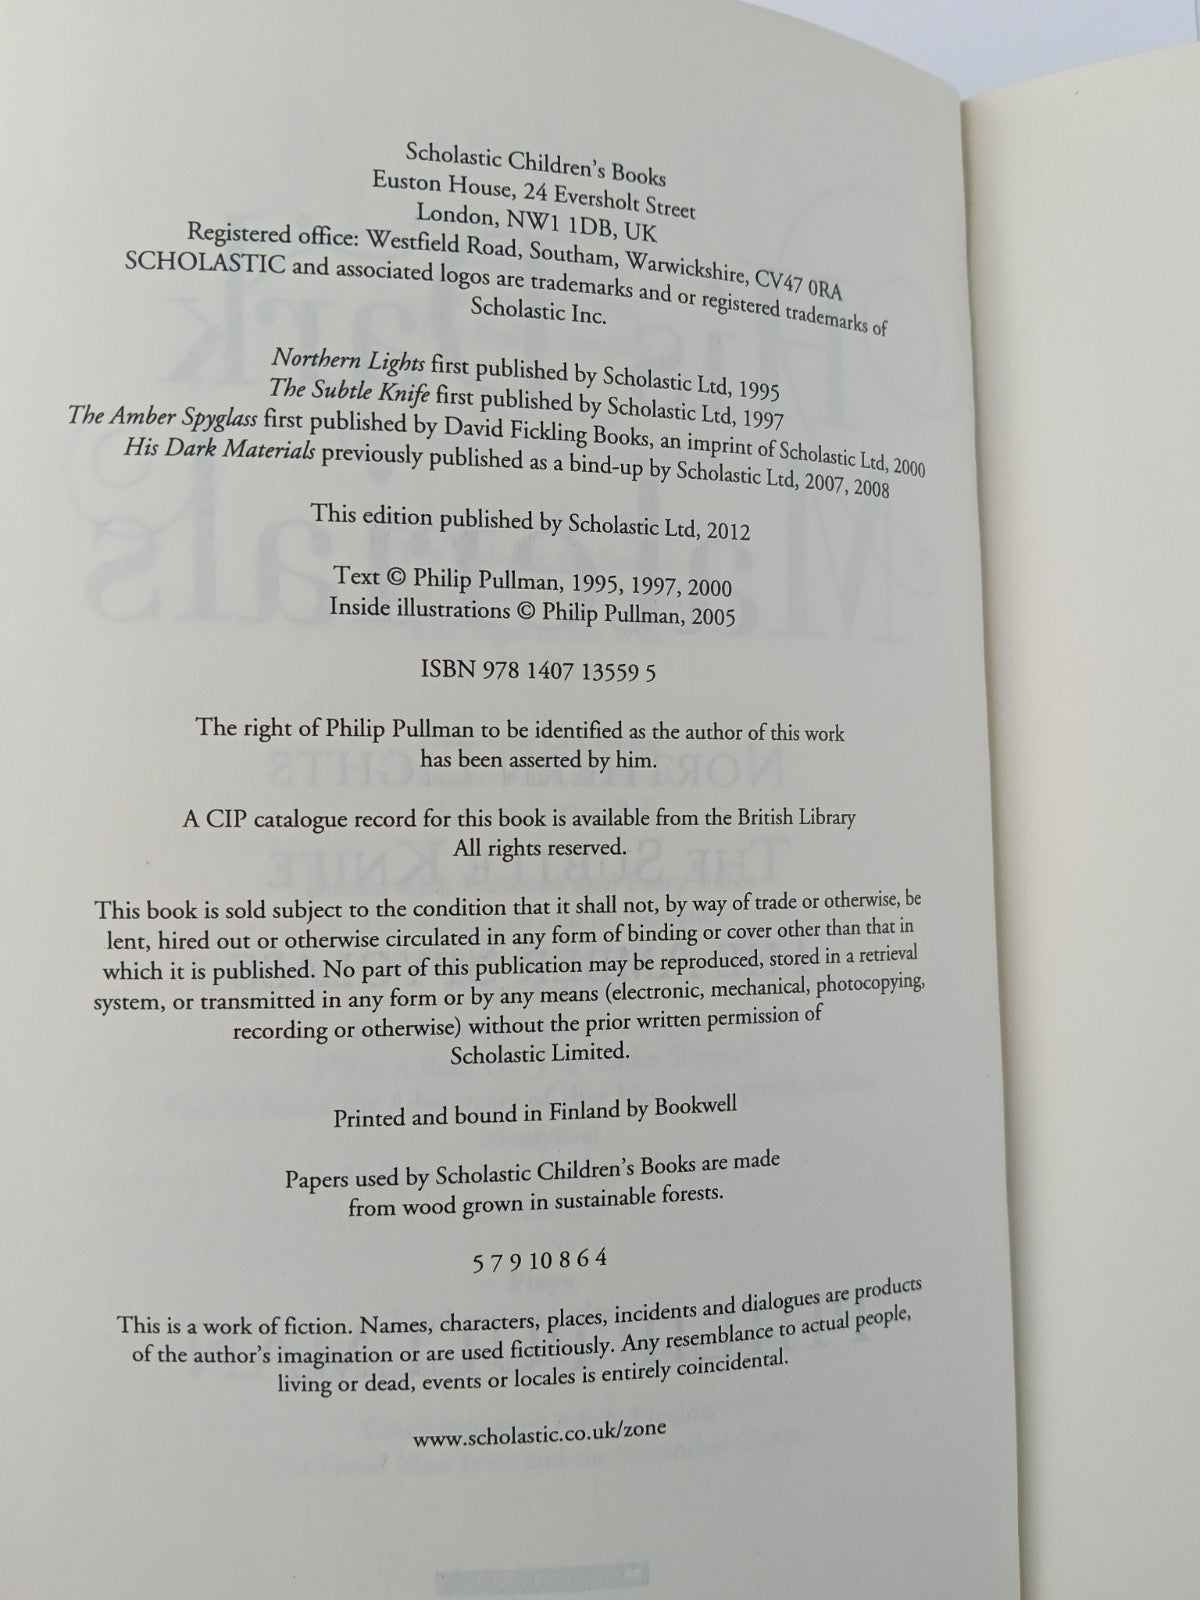 Scholastic Children's Books
Euston House, 24 Eversholt Street
London, NW1 1DB, UK
Registered office: Westfield Road, Southam, Warwickshire, CV47 0RA
SCHOLASTIC and associated logos are trademarks and or registered trademarks of
Scholastic Inc.
Northern Lights first published by Scholastic Ltd, 1995
The Subtle Knife first published by Scholastic Ltd, 1997
The Amber Spyglass first published by David Fickling Books, an imprint of Scholastic Ltd, 2000
His Dark Materials previously published as a bind-up by Scholastic Ltd, 2007, 2008
This edition published by Scholastic Ltd, 2012
Text © Philip Pullman, 1995, 1997, 2000
Inside illustrations © Philip Pullman, 2005
ISBN 978 1407 13559 5
The right of Philip Pullman to be identified as the author of this work
has been asserted by him.
A CIP catalogue record for this book is available from the British Library
All rights reserved.
This book is sold subject to the condition that it shall not, by way of trade or otherwise, be
lent, hired out or otherwise circulated in any form of binding or cover other than that in
which it is published. No part of this publication may be reproduced, stored in a retrieval
system, or transmitted in any form or by any means (electronic, mechanical, photocopying,
recording or otherwise) without the prior written permission of
Scholastic Limited.
Printed and bound in Finland by Bookwell
Papers used by Scholastic Children's Books are made
from wood grown in sustainable forests.
5 7 9 10 8 6 4
This is a work of fiction. Names, characters, places, incidents and dialogues are products
of the author's imagination or are used fictitiously. Any resemblance to actual people,
living or dead, events or locales is entirely coincidental.
www.scholastic.co.uk/zone